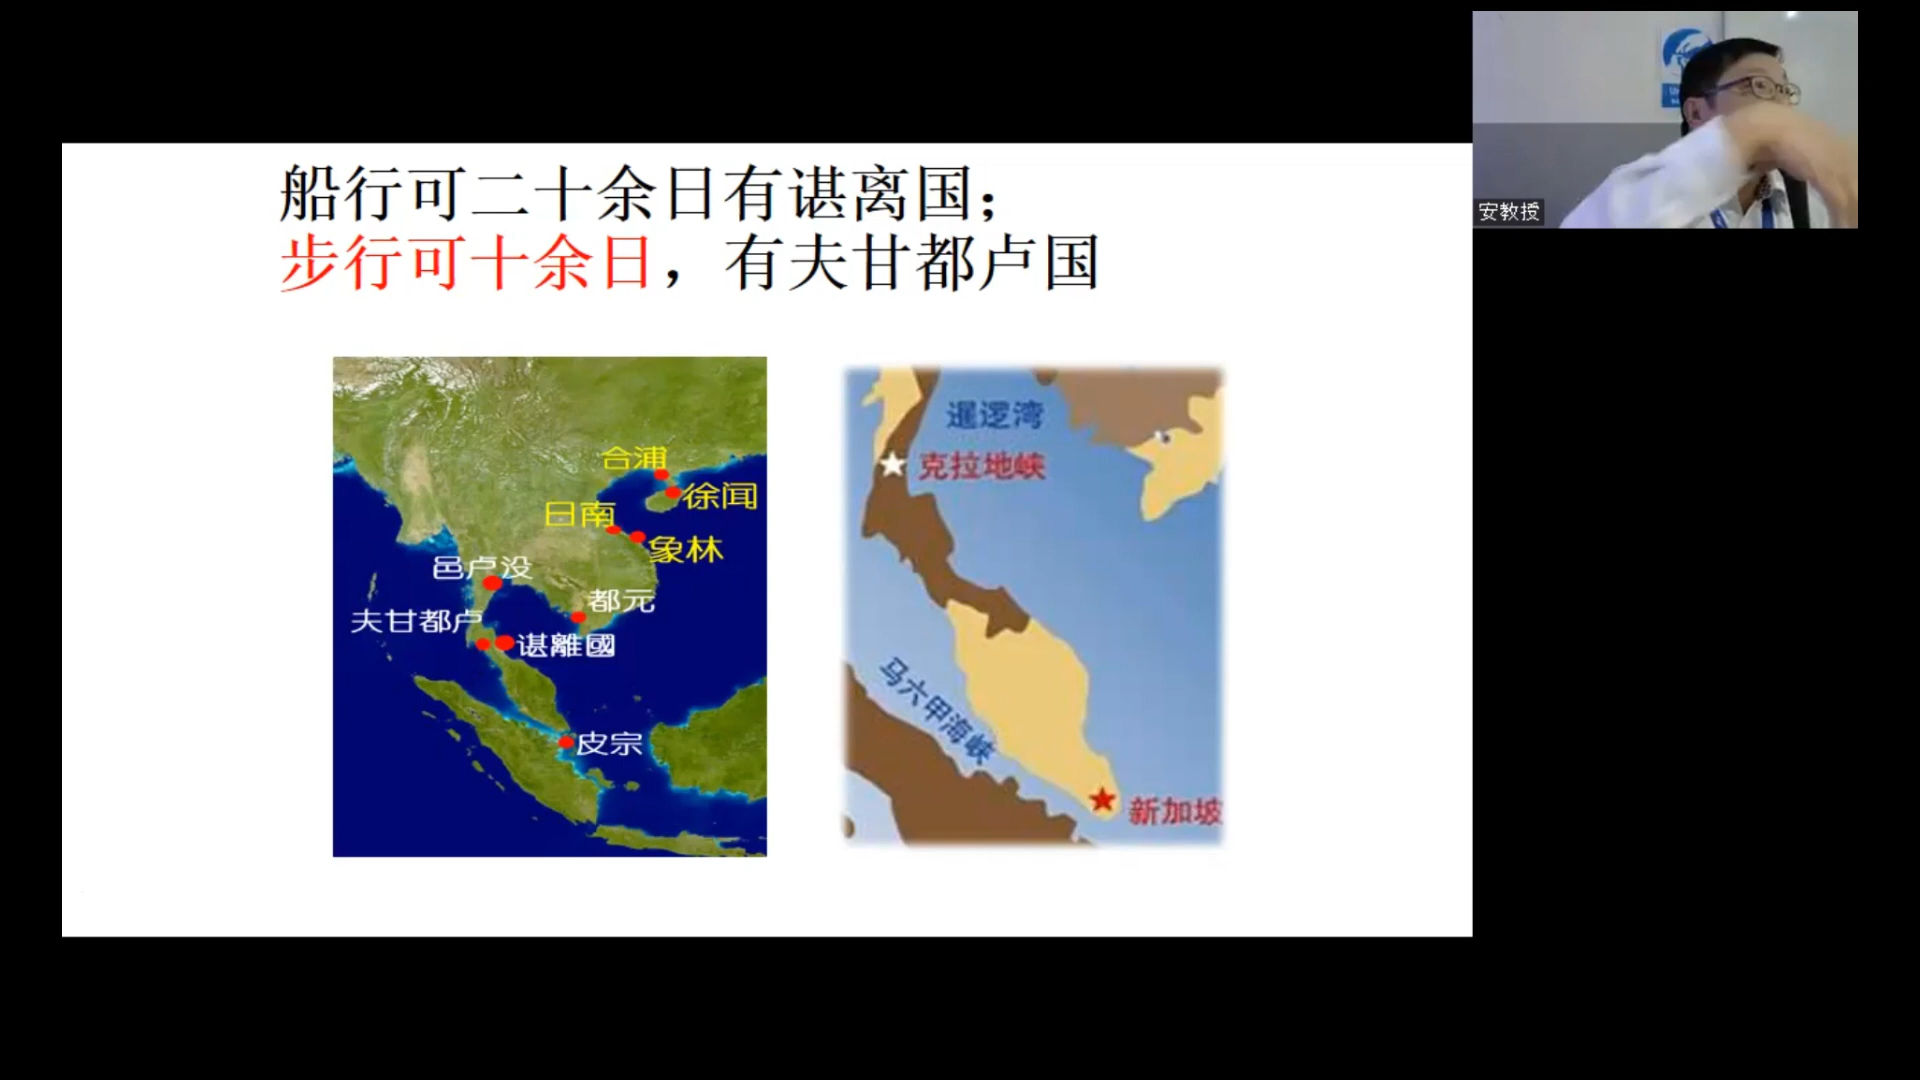 船行可二十余日有谌离国；
步行可十余日，有夫甘都卢国
合浦
徐闻
日南
象林
邑卢没
都元
夫甘都卢
谌離國
皮宗
暹逻湾
克拉地峡
马六甲海峡
新加坡
安教授